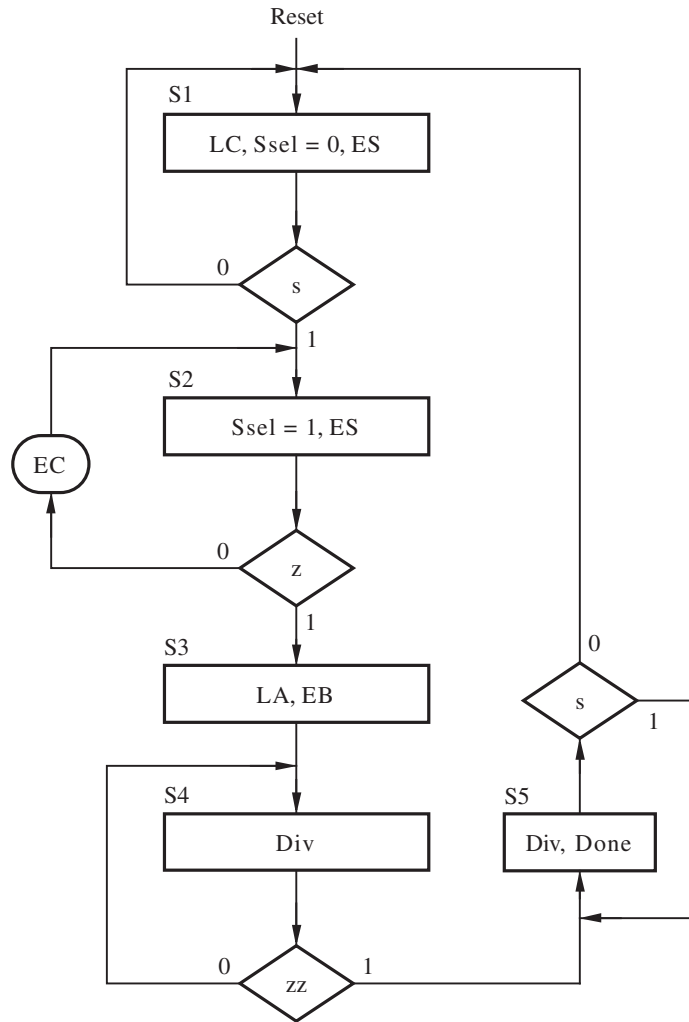 Reset
S1
LC, Ssel = 0, ES
0
s
1
S2
Ssel = 1, ES
EC
0
z
1
S3
LA, EB
0
s
1
S4
S5
Div
Div, Done
0
zz
1